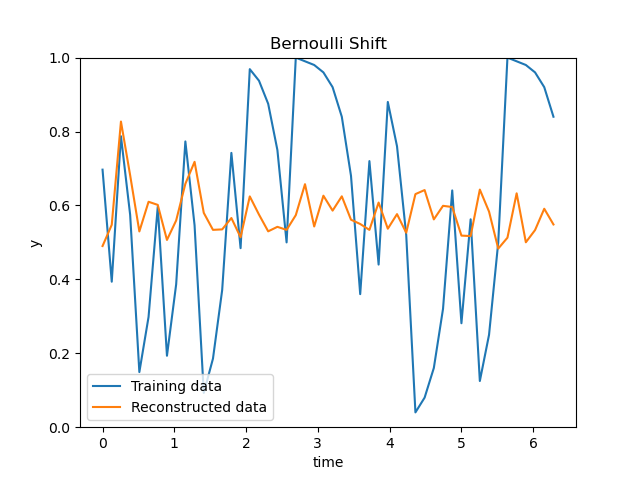 Bernoulli Shift
1.0
0.8
0.6
0.4
0.2
0.0
y
Training data
Reconstructed data
0 1 2 3 4 5 6
time